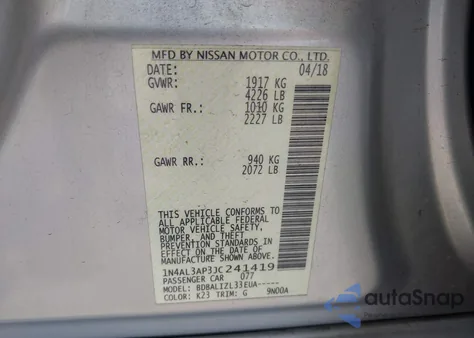 MFD BY NISSAN MOTOR CO., LTD.
DATE: 04/18
GVWR: 1917 KG
4226 LB
GAWR FR: 1010 KG
2227 LB
GAWR RR: 940 KG
2072 LB
THIS VEHICLE CONFORMS TO
ALL APPLICABLE FEDERAL
MOTOR VEHICLE SAFETY,
BUMPER, AND THEFT
PREVENTION STANDARDS IN
EFFECT ON THE DATE OF
MANUFACTURE SHOWN ABOVE.
1N4AL3AP3JC241419
PASSENGER CAR 077
MODEL: BDBALIZL33EUA-----
COLOR: K23 TRIM: G 9N00A
autoSnap